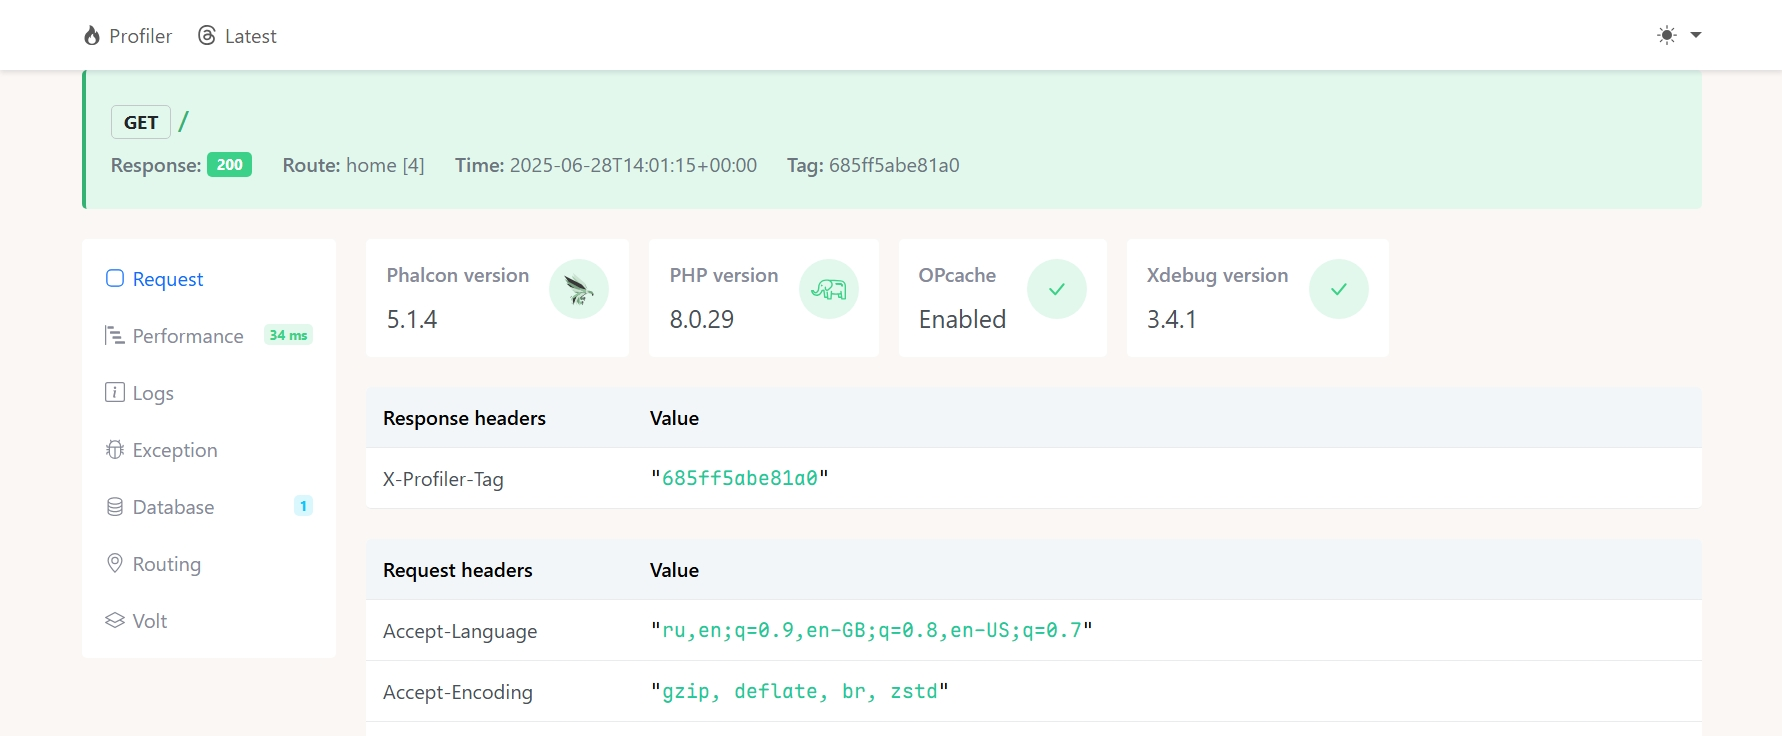 Profiler Latest
GET /
Response: 200 Route: home [4] Time: 2025-06-28T14:01:15+00:00 Tag: 685ff5abe81a0
Request
Performance 34 ms
Logs
Exception
Database 1
Routing
Volt
Phalcon version
5.1.4
PHP version
8.0.29
OPcache
Enabled
Xdebug version
3.4.1
Response headers Value
X-Profiler-Tag "685ff5abe81a0"
Request headers Value
Accept-Language "ru,en;q=0.9,en-GB;q=0.8,en-US;q=0.7"
Accept-Encoding "gzip, deflate, br, zstd"